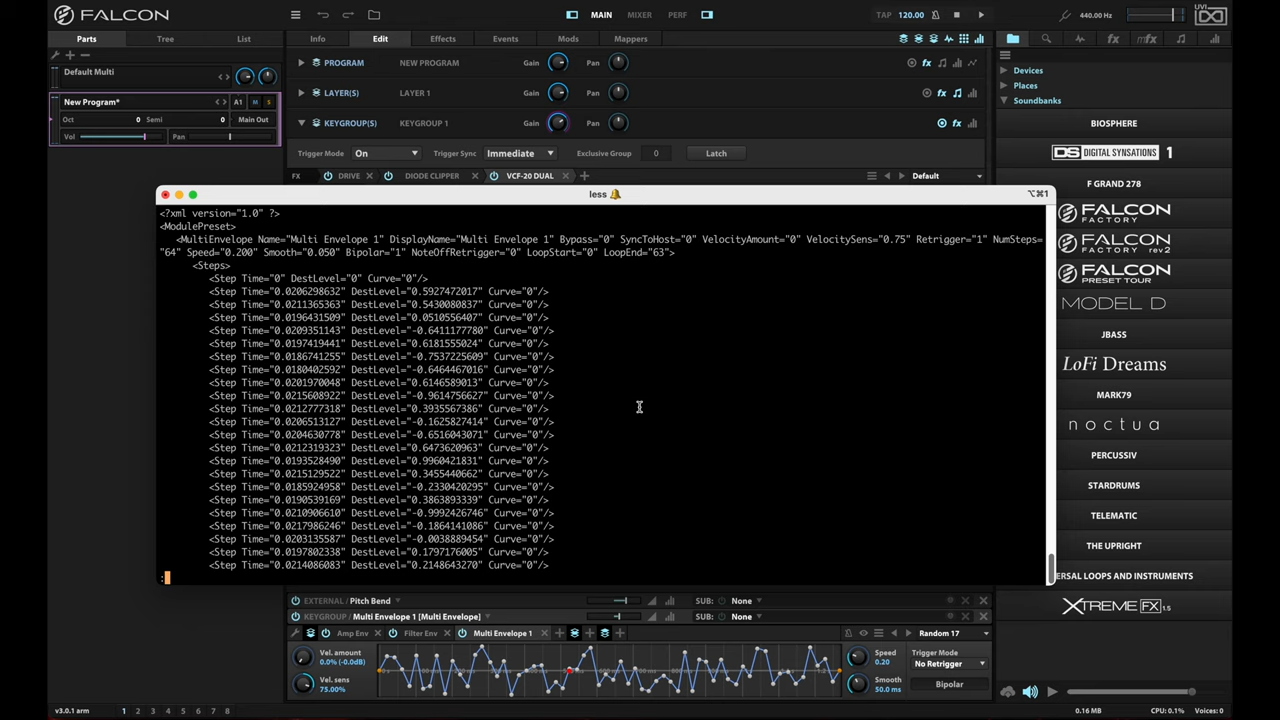 FALCON MAIN MIXER PERF TAP 120.00 440.00 Hz UVI
Parts Tree List Info Edit Effects Events Mods Mappers fx mfx
Default Multi
New Program* A1 M S
Oct 0 Semi 0 Main Out
Vol Pan
PROGRAM NEW PROGRAM Gain Pan fx
LAYER(S) LAYER 1 Gain Pan fx
KEYGROUP(S) KEYGROUP 1 Gain Pan fx
Trigger Mode On Trigger Sync Immediate Exclusive Group 0 Latch
FX DRIVE DIODE CLIPPER VCF-20 DUAL Default
less
⌥⌘1
<?xml version="1.0" ?>
<ModulePreset>
<MultiEnvelope Name="Multi Envelope 1" DisplayName="Multi Envelope 1" Bypass="0" SyncToHost="0" VelocityAmount="0" VelocitySens="0.75" Retrigger="1" NumSteps=
"64" Speed="0.200" Smooth="0.050" Bipolar="1" NoteOffRetrigger="0" LoopStart="0" LoopEnd="63">
<Steps>
<Step Time="0" DestLevel="0" Curve="0"/>
<Step Time="0.0206298632" DestLevel="0.5927472017" Curve="0"/>
<Step Time="0.0211365363" DestLevel="0.5430080837" Curve="0"/>
<Step Time="0.0196431509" DestLevel="0.0510556407" Curve="0"/>
<Step Time="0.0209351143" DestLevel="-0.6411177780" Curve="0"/>
<Step Time="0.0197419441" DestLevel="0.6181555024" Curve="0"/>
<Step Time="0.0186741255" DestLevel="-0.7537225609" Curve="0"/>
<Step Time="0.0180402592" DestLevel="-0.6464467016" Curve="0"/>
<Step Time="0.0201970048" DestLevel="0.6146589013" Curve="0"/>
<Step Time="0.0215608922" DestLevel="-0.9614756627" Curve="0"/>
<Step Time="0.0212777318" DestLevel="0.3935567386" Curve="0"/>
<Step Time="0.0206513127" DestLevel="-0.1625827414" Curve="0"/>
<Step Time="0.0204630778" DestLevel="-0.6516043071" Curve="0"/>
<Step Time="0.0212319323" DestLevel="0.6473620963" Curve="0"/>
<Step Time="0.0193528490" DestLevel="0.9960421831" Curve="0"/>
<Step Time="0.0215129522" DestLevel="0.3455440662" Curve="0"/>
<Step Time="0.0185924958" DestLevel="-0.2330420295" Curve="0"/>
<Step Time="0.0190539169" DestLevel="0.3863893339" Curve="0"/>
<Step Time="0.0210906610" DestLevel="-0.9992426746" Curve="0"/>
<Step Time="0.0217986246" DestLevel="-0.1864141086" Curve="0"/>
<Step Time="0.0203135587" DestLevel="-0.0038889454" Curve="0"/>
<Step Time="0.0197802338" DestLevel="0.1797176005" Curve="0"/>
<Step Time="0.0214086083" DestLevel="0.2148643270" Curve="0"/>
:
Devices
Places
Soundbanks
BIOSPHERE
DS DIGITAL SYNSATIONS 1
F GRAND 278
FALCON FACTORY
FALCON FACTORY rev2
FALCON PRESET TOUR
MODEL D
JBASS
LoFi Dreams
MARK79
noctua
PERCUSSIV
STARDRUMS
TELEMATIC
THE UPRIGHT
ERSAL LOOPS AND INSTRUMENTS
XTREME FX 1.5
EXTERNAL / Pitch Bend SUB: None
KEYGROUP / Multi Envelope 1 [Multi Envelope] SUB: None
Amp Env Filter Env Multi Envelope 1 Random 17
Vel. amount
0.0% (-0.0dB)
Vel. sens
75.00%
Speed
0.20
Smooth
50.0 ms
Trigger Mode
No Retrigger
Bipolar
v3.0.1 arm 1 2 3 4 5 6 7 8 0.16 MB CPU: 0.1% Voices: 0